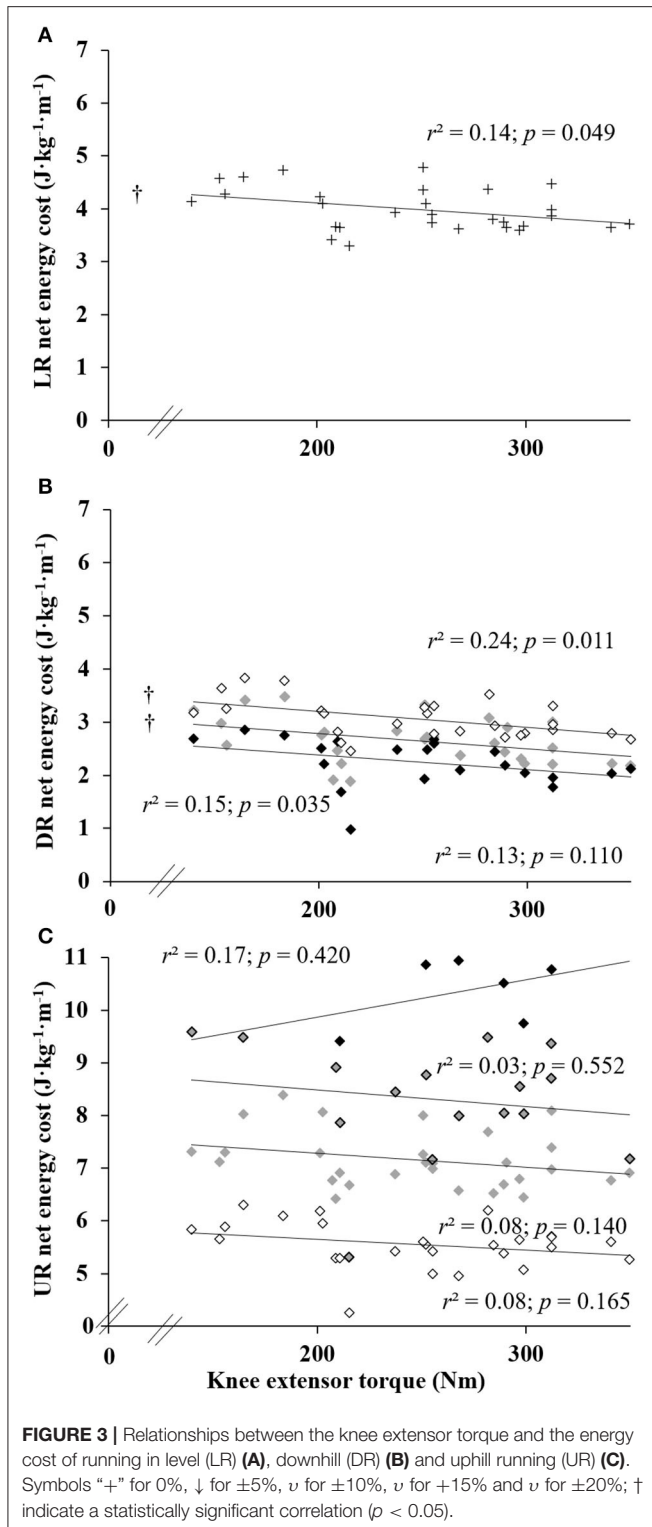 A
7
6
5
4
3
2
1
0
LR net energy cost (J·kg⁻¹·m⁻¹)
r² = 0.14; p = 0.049
†
0
200
300
B
7
6
5
4
3
2
1
0
DR net energy cost (J·kg⁻¹·m⁻¹)
r² = 0.24; p = 0.011
†
†
r² = 0.15; p = 0.035
r² = 0.13; p = 0.110
0
200
300
C
11
10
9
8
7
6
5
0
UR net energy cost (J·kg⁻¹·m⁻¹)
r² = 0.17; p = 0.420
r² = 0.03; p = 0.552
r² = 0.08; p = 0.140
r² = 0.08; p = 0.165
0
200
300
Knee extensor torque (Nm)
FIGURE 3 | Relationships between the knee extensor torque and the energy
cost of running in level (LR) (A), downhill (DR) (B) and uphill running (UR) (C).
Symbols "+" for 0%, ↓ for ±5%, υ for ±10%, υ for +15% and υ for ±20%; †
indicate a statistically significant correlation (p < 0.05).